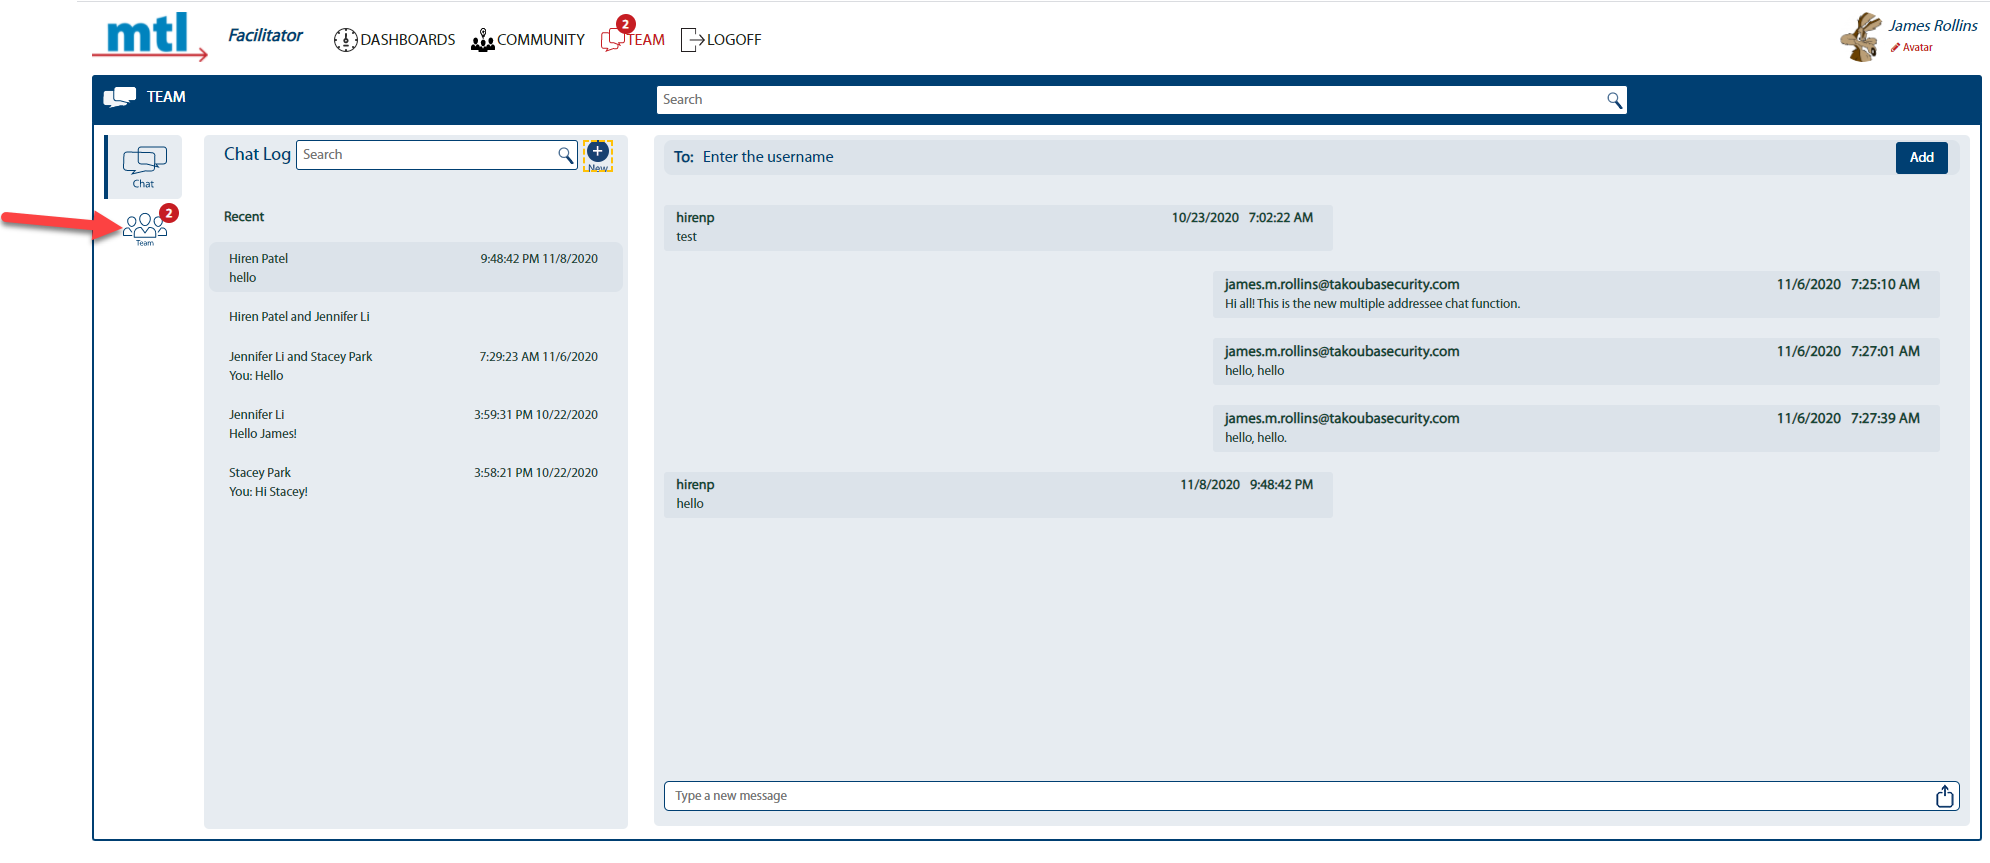 mtl
Facilitator
DASHBOARDS
COMMUNITY
2
TEAM
LOGOFF
James Rollins
Avatar
TEAM
Search
Chat
2
Team
Chat Log
Search
New
Recent
Hiren Patel 9:48:42 PM 11/8/2020
hello
Hiren Patel and Jennifer Li
Jennifer Li and Stacey Park 7:29:23 AM 11/6/2020
You: Hello
Jennifer Li 3:59:31 PM 10/22/2020
Hello James!
Stacey Park 3:58:21 PM 10/22/2020
You: Hi Stacey!
To: Enter the username
Add
hirenp 10/23/2020 7:02:22 AM
test
james.m.rollins@takoubasecurity.com 11/6/2020 7:25:10 AM
Hi all! This is the new multiple addressee chat function.
james.m.rollins@takoubasecurity.com 11/6/2020 7:27:01 AM
hello, hello
james.m.rollins@takoubasecurity.com 11/6/2020 7:27:39 AM
hello, hello.
hirenp 11/8/2020 9:48:42 PM
hello
Type a new message